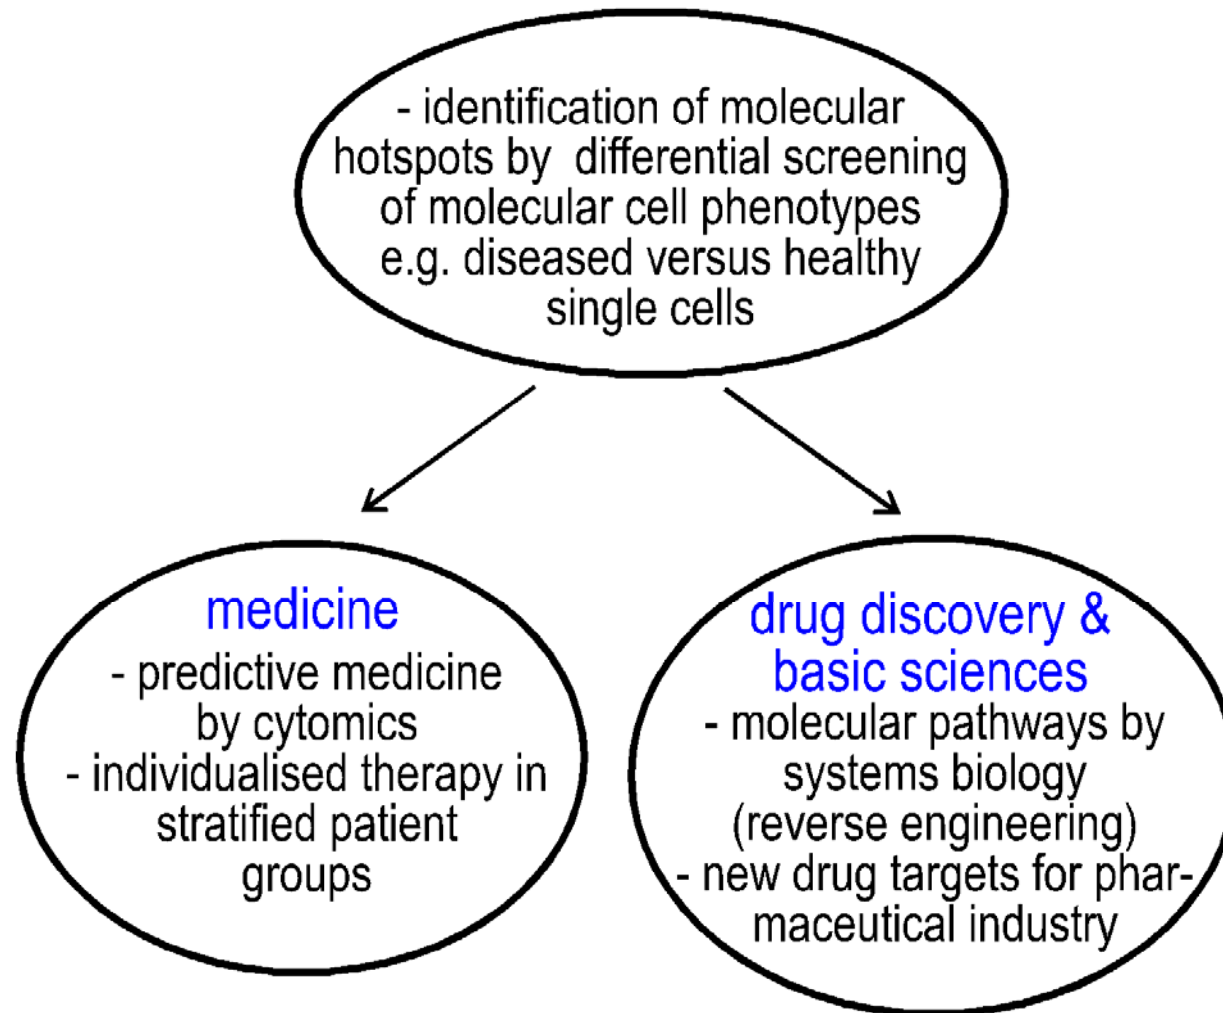 - identification of molecular
hotspots by differential screening
of molecular cell phenotypes
e.g. diseased versus healthy
single cells
medicine
- predictive medicine
by cytomics
- individualised therapy in
stratified patient
groups
drug discovery &
basic sciences
- molecular pathways by
systems biology
(reverse engineering)
- new drug targets for phar-
maceutical industry